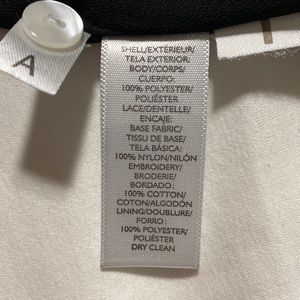 A
SHELL/EXTÉRIEUR/
TELA EXTERIOR:
BODY/CORPS/
CUERPO:
100% POLYESTER/
POLIÉSTER
LACE/DENTELLE/
ENCAJE:
BASE FABRIC/
TISSU DE BASE/
TELA BÁSICA:
100% NYLON/NILÓN
EMBROIDERY/
BRODERIE/
BORDADO:
100% COTTON/
COTON/ALGODÓN
LINING/DOUBLURE/
FORRO:
100% POLYESTER/
POLIÉSTER
DRY CLEAN